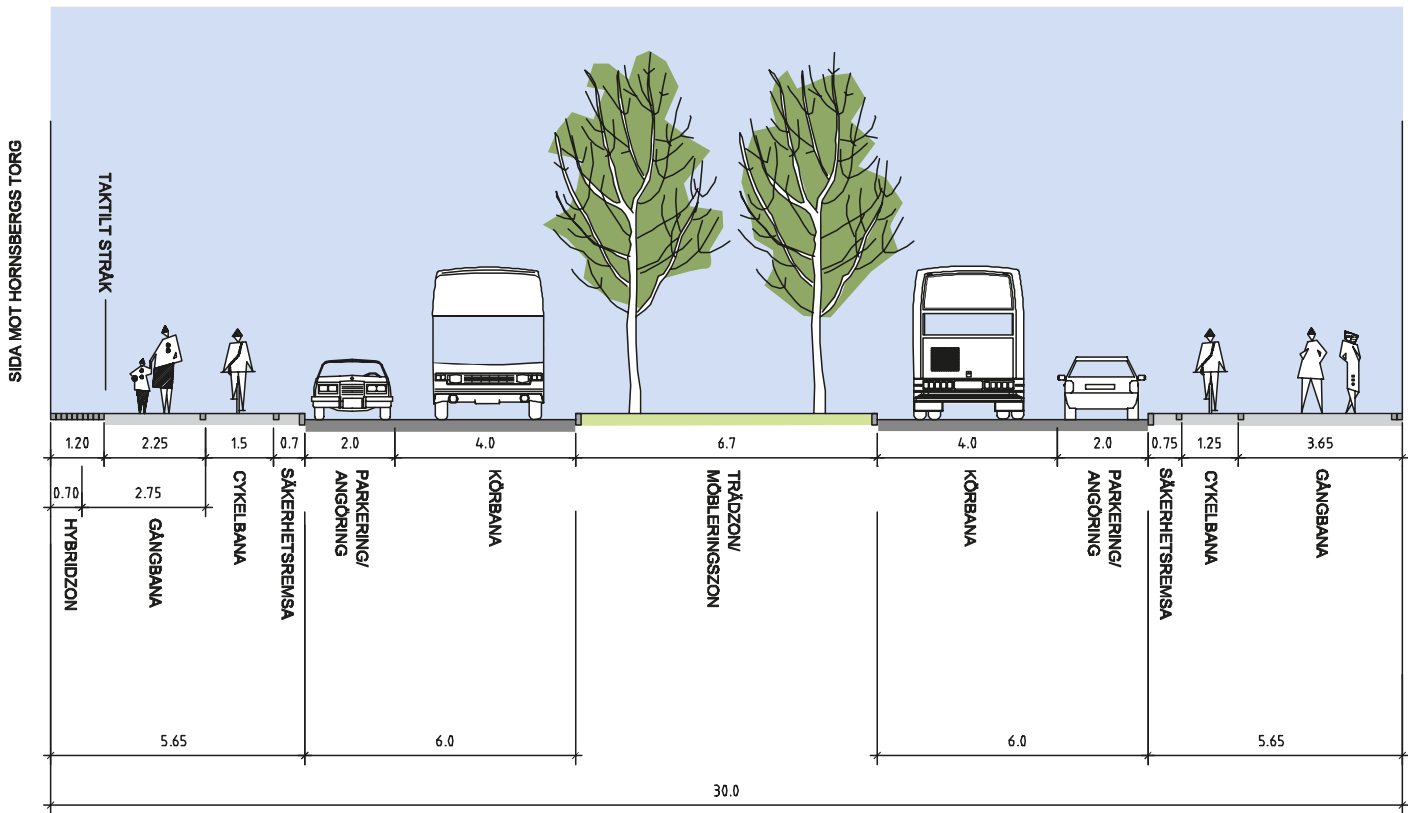 SIDA MOT HORNSBERGS TORG
TAKTILT STRÅK
1.20
2.25
1.5
0.7
2.0
4.0
6.7
4.0
2.0
0.75
1.25
3.65
0.70
2.75
HYBRIDZON
GÅNGBANA
CYKELBANA
SÄKERHETSREMSA
PARKERING/
ANGÖRING
KÖRBANA
TRÄDZON/
MÖBLERINGSZON
KÖRBANA
PARKERING/
ANGÖRING
SÄKERHETSREMSA
CYKELBANA
GÅNGBANA
5.65
6.0
6.0
5.65
30.0